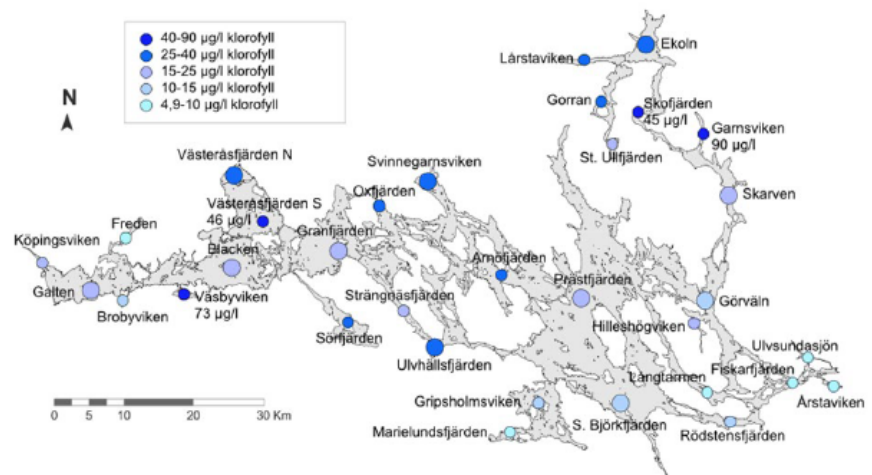 40-90 µg/l klorofyll
25-40 µg/l klorofyll
15-25 µg/l klorofyll
10-15 µg/l klorofyll
4,9-10 µg/l klorofyll
N
Ekoln
Lårstaviken
Gorran
Skofjärden
45 µg/l
Garnsviken
90 µg/l
St. Ullfjärden
Västeråsfjärden N
Svinnegarnsviken
Skarven
Västeråsfjärden S
46 µg/l
Oxfjärden
Freden
Granfjärden
Köpingsviken
Blacken
Arnöfjärden
Galten
Väsbyviken
73 µg/l
Brobyviken
Strängnäsfjärden
Prästfjärden
Görväln
Sörfjärden
Hilleshögviken
Ulvhällsfjärden
Ulvsundasjön
Fiskarfjärden
Långtarmen
Årstaviken
Gripsholmsviken
S. Björkfjärden
Rödstensfjärden
Marielundsfjärden
0 5 10 20 30 Km